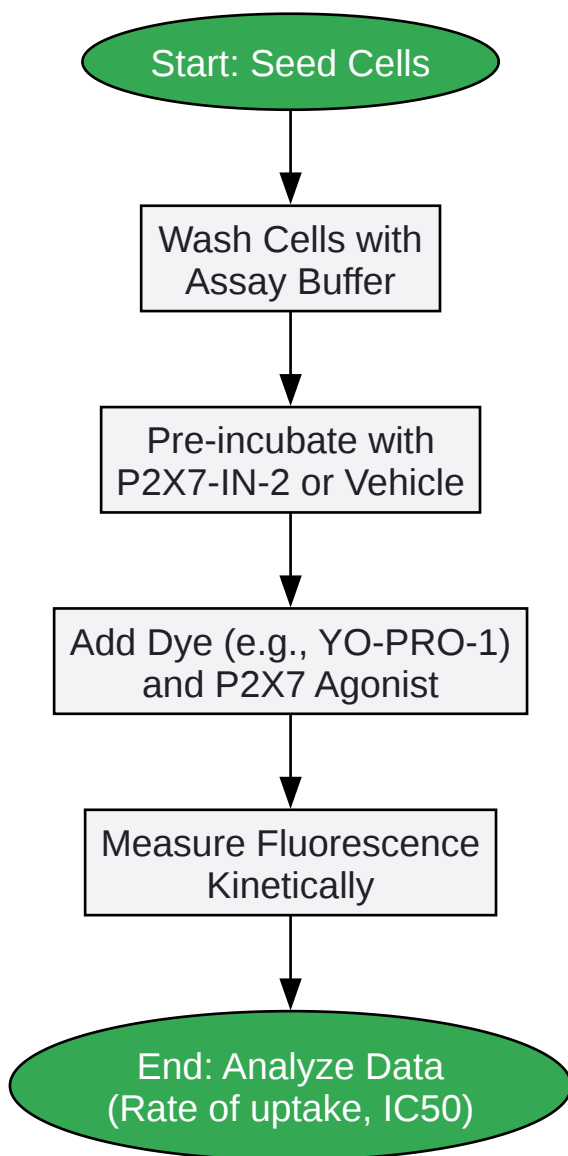 Start: Seed Cells
Wash Cells with
Assay Buffer
Pre-incubate with
P2X7-IN-2 or Vehicle
Add Dye (e.g., YO-PRO-1)
and P2X7 Agonist
Measure Fluorescence
Kinetically
End: Analyze Data
(Rate of uptake, IC50)